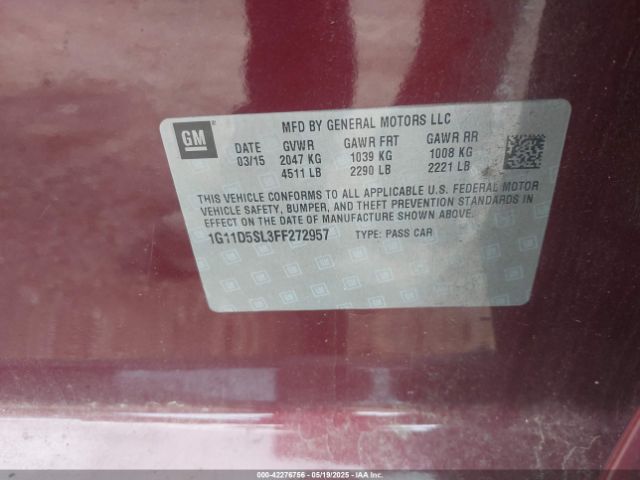 GM
MFD BY GENERAL MOTORS LLC
DATE GVWR GAWR FRT GAWR RR
03/15 2047 KG 1039 KG 1008 KG
4511 LB 2290 LB 2221 LB
THIS VEHICLE CONFORMS TO ALL APPLICABLE U.S. FEDERAL MOTOR
VEHICLE SAFETY, BUMPER, AND THEFT PREVENTION STANDARDS
IN EFFECT ON THE DATE OF MANUFACTURE SHOWN ABOVE.
1G11D5SL3FF272957 TYPE: PASS CAR
000-42276756 - 05/19/2025 - IAA, Inc.